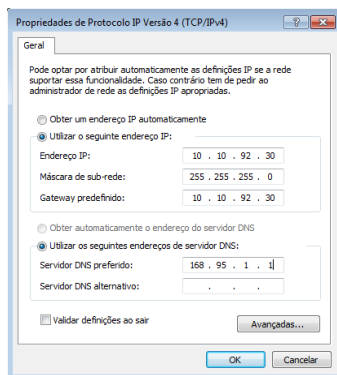 Propriedades de Protocolo IP Versão 4 (TCP/IPv4)
Geral
Pode optar por atribuir automaticamente as definições IP se a rede
suportar essa funcionalidade. Caso contrário tem de pedir ao
administrador de rede as definições IP apropriadas.
Obter um endereço IP automaticamente
Utilizar o seguinte endereço IP:
Endereço IP: 10 . 10 . 92 . 30
Máscara de sub-rede: 255 . 255 . 255 . 0
Gateway predefinido: 10 . 10 . 92 . 30
Obter automaticamente o endereço do servidor DNS
Utilizar os seguintes endereços de servidor DNS:
Servidor DNS preferido: 168 . 95 . 1 . 1
Servidor DNS alternativo: . . .
Validar definições ao sair
Avançadas...
OK Cancelar